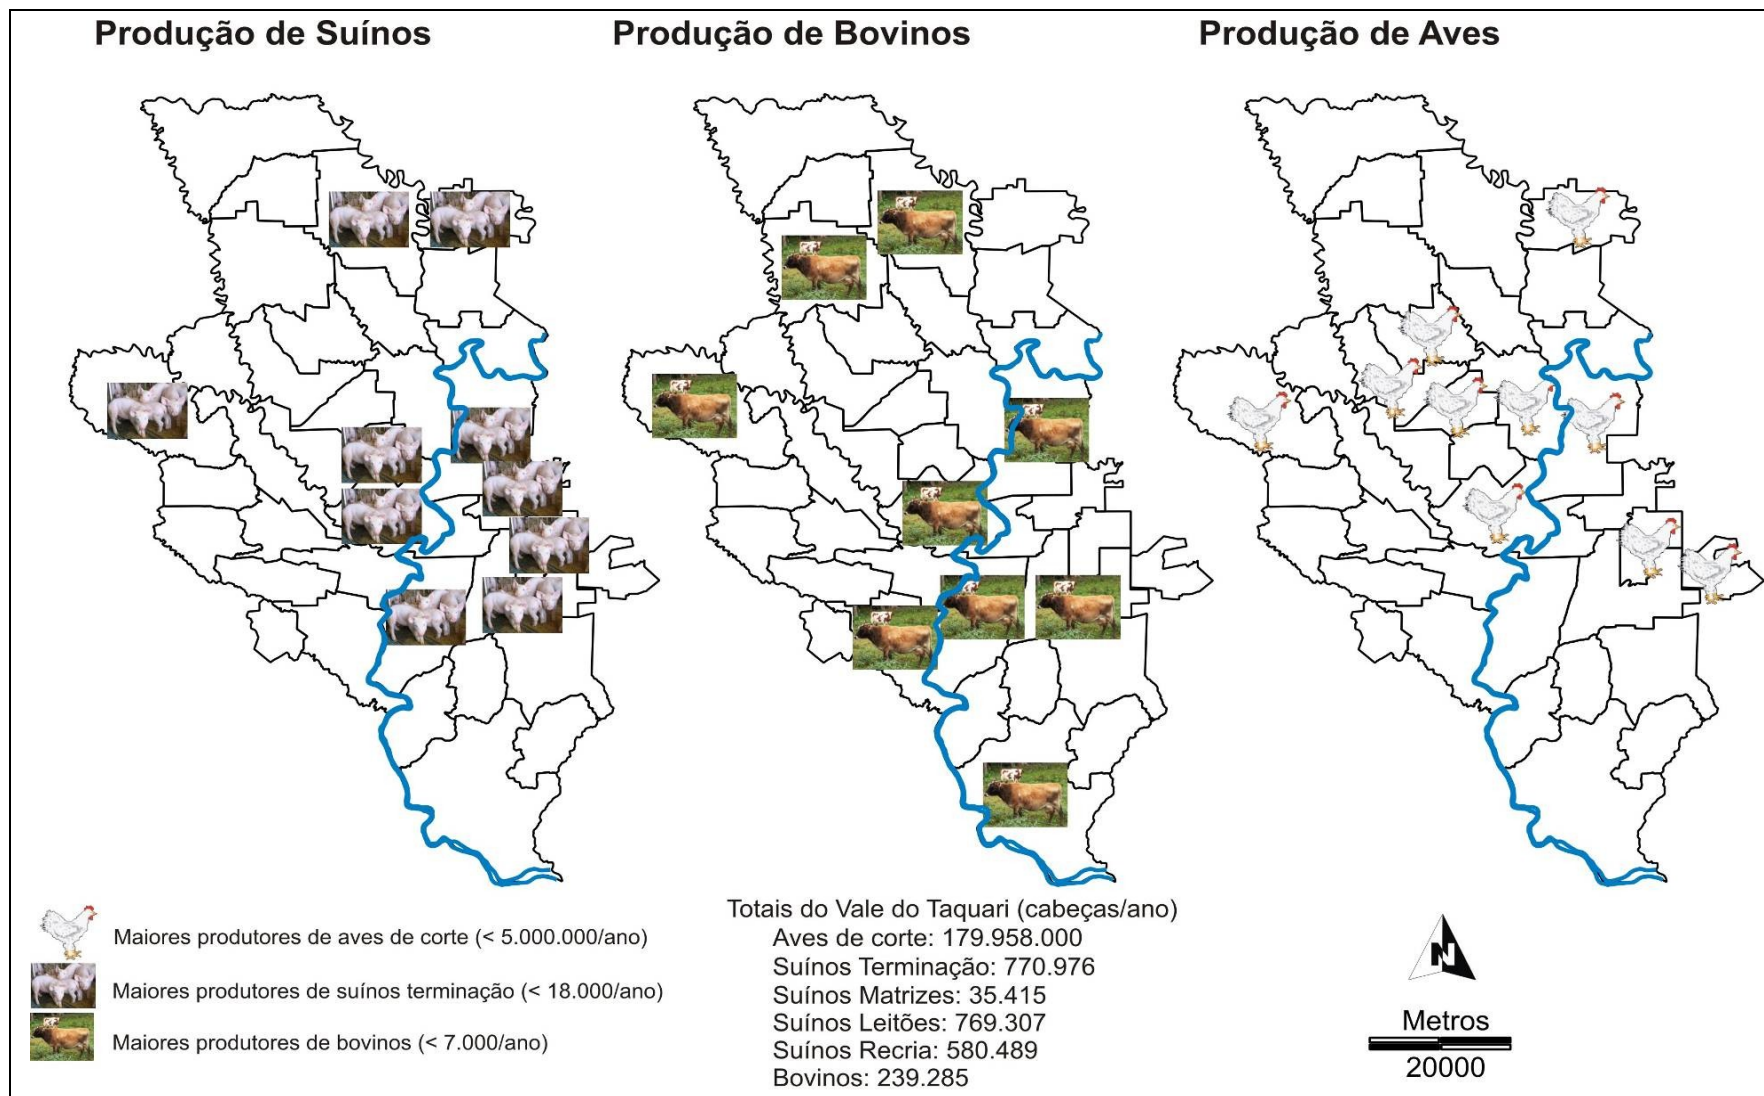 Produção de Suínos
Produção de Bovinos
Produção de Aves
Maiores produtores de aves de corte (< 5.000.000/ano)
Maiores produtores de suínos terminação (< 18.000/ano)
Maiores produtores de bovinos (< 7.000/ano)
Totais do Vale do Taquari (cabeças/ano)
Aves de corte: 179.958.000
Suínos Terminação: 770.976
Suínos Matrizes: 35.415
Suínos Leitões: 769.307
Suínos Recria: 580.489
Bovinos: 239.285
N
Metros
20000